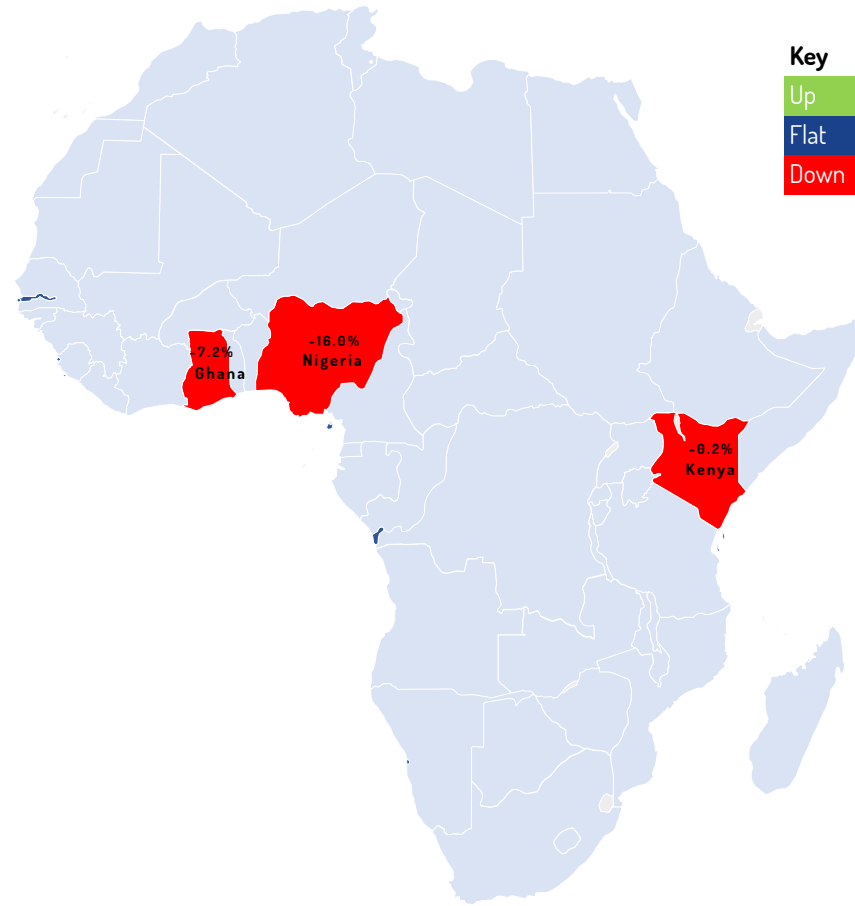 Key
Up
Flat
Down
-16.0%
Nigeria
-7.2%
Ghana
-0.2%
Kenya